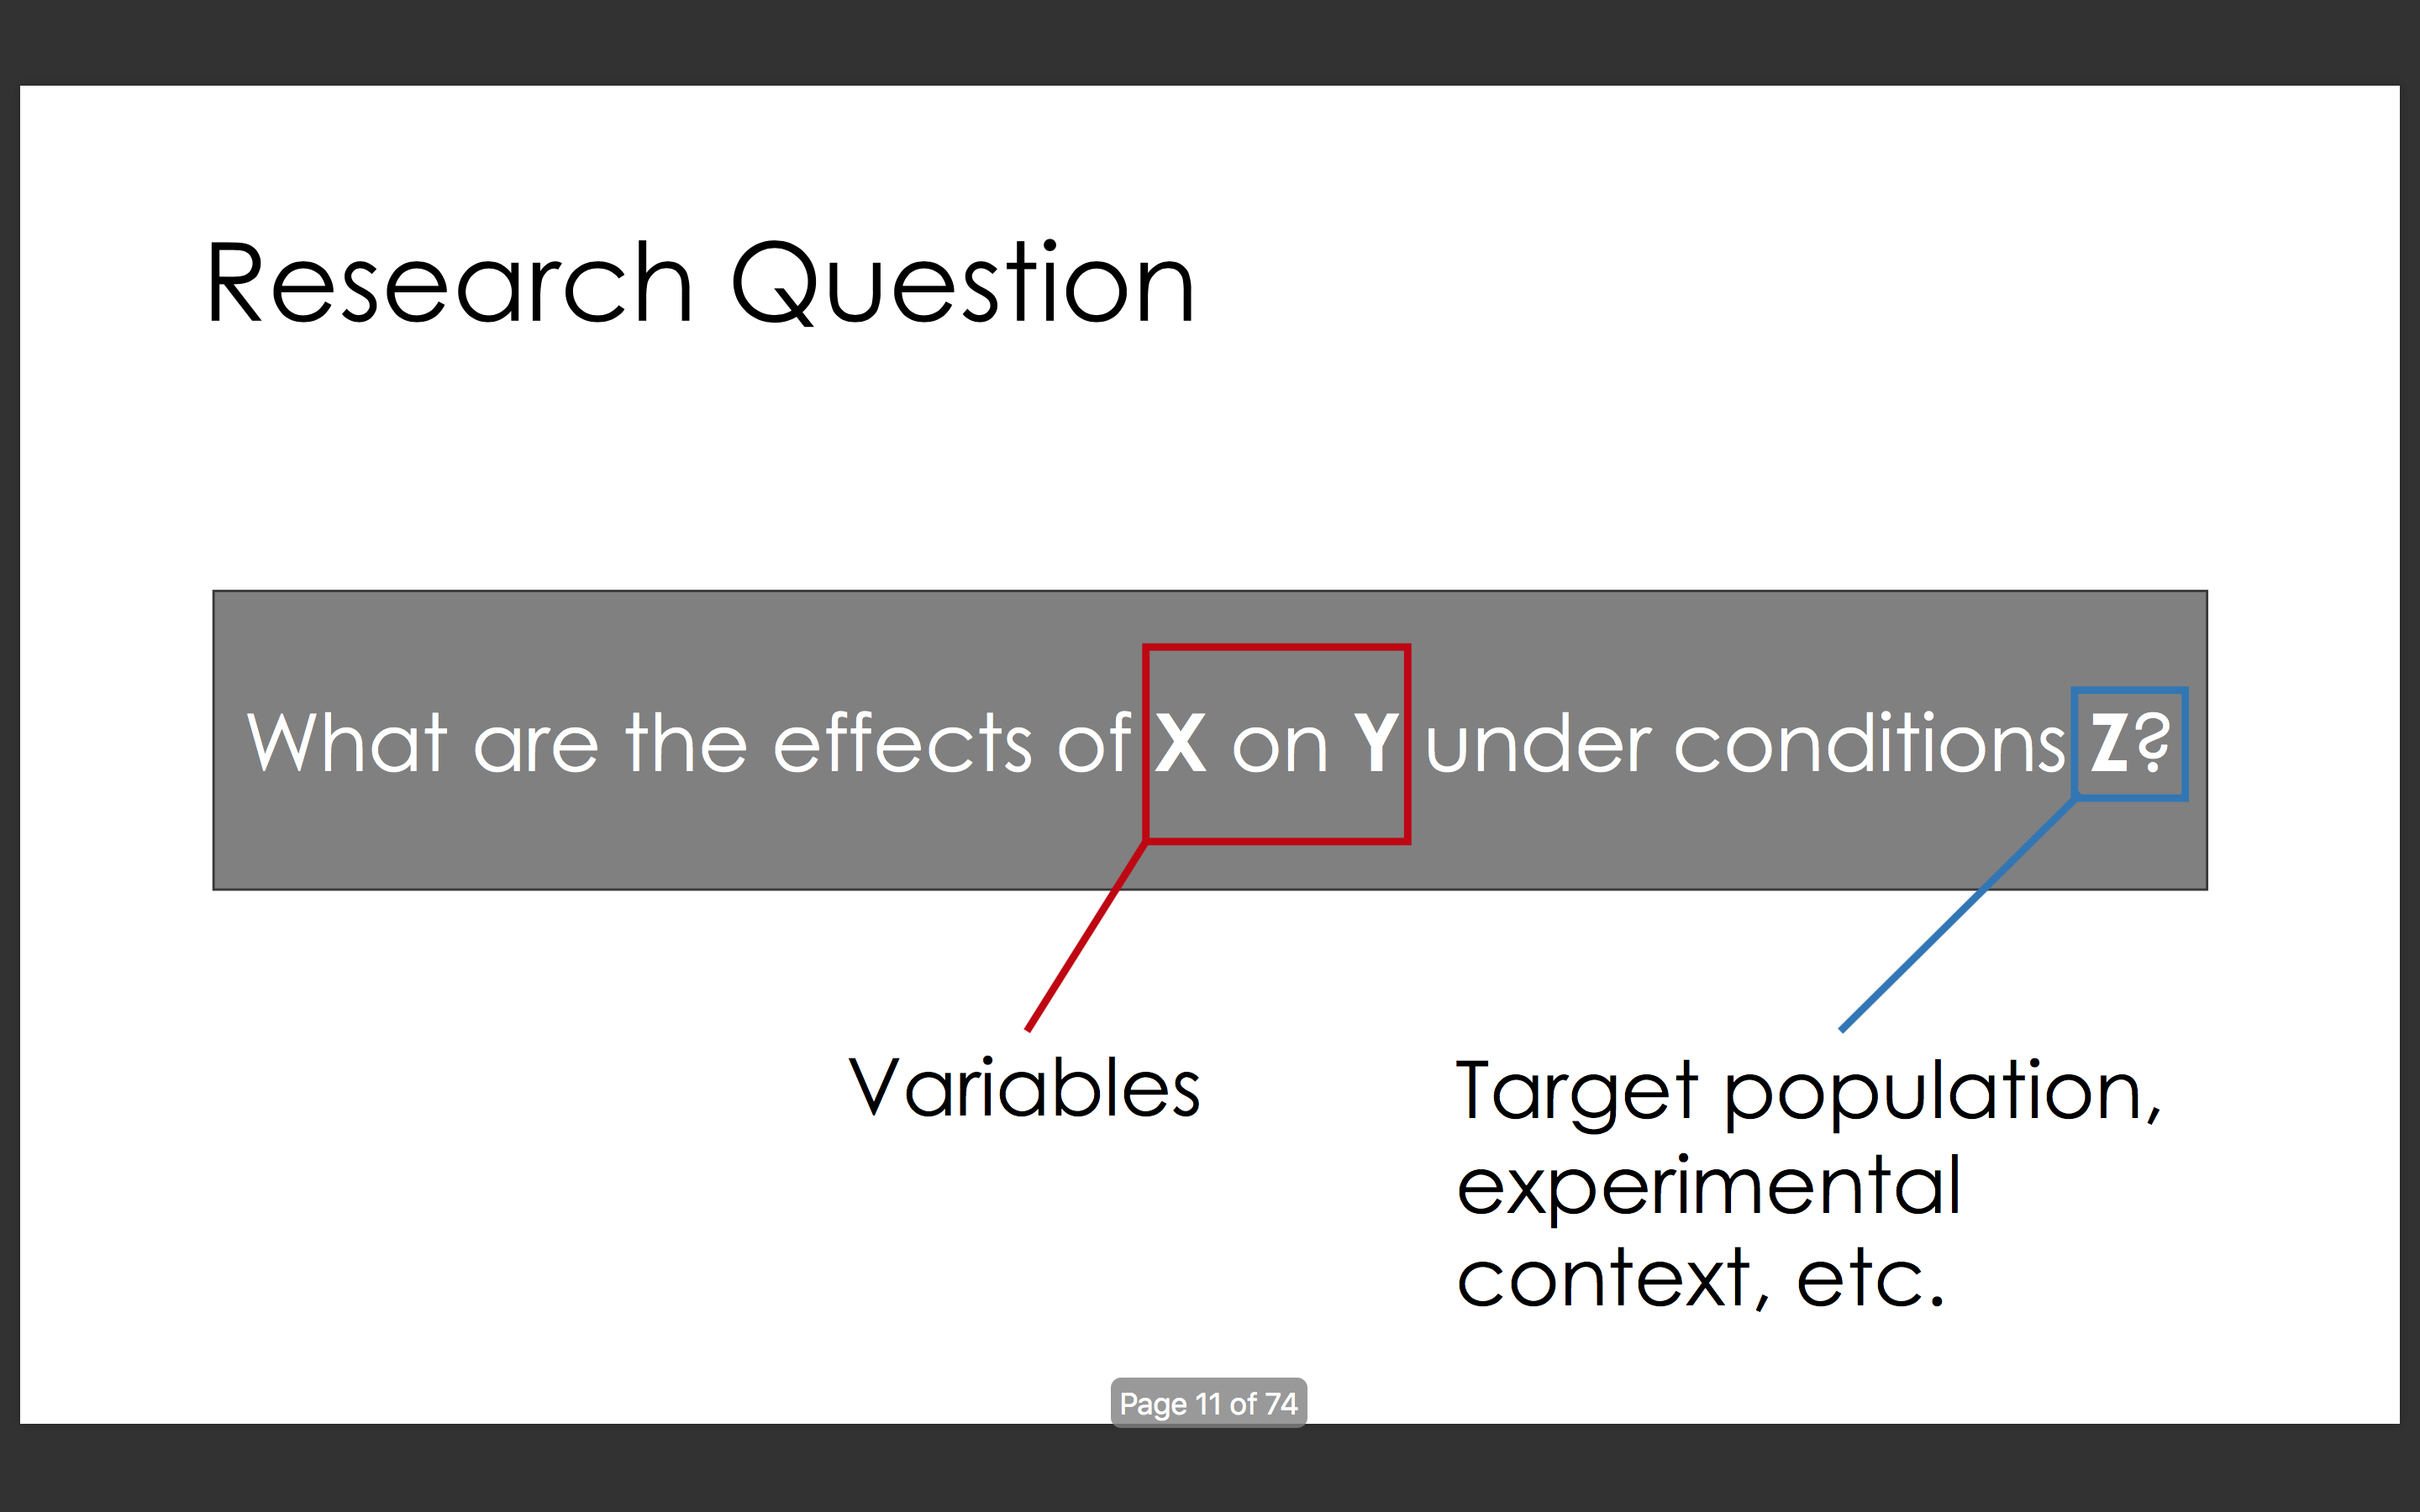 Research Question
What are the effects of X on Y under conditions Z?
Variables
Target population,
experimental
context, etc.
Page 11 of 74